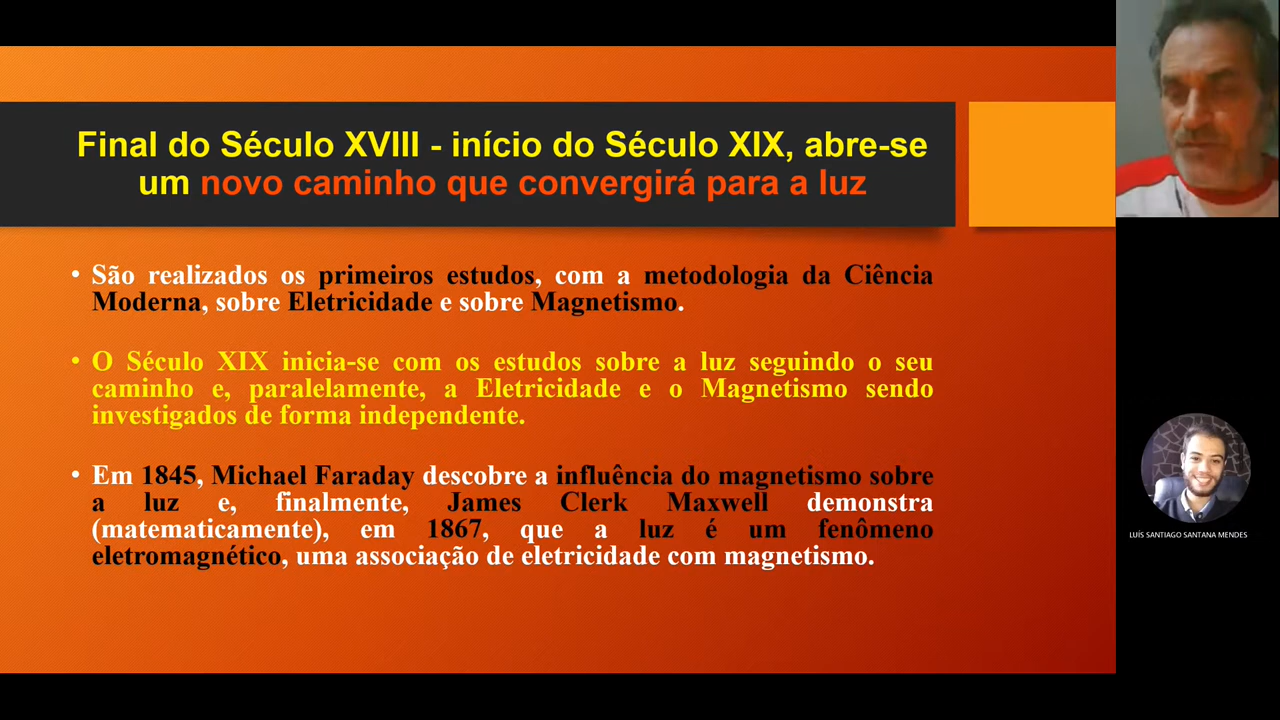 Final do Século XVIII - início do Século XIX, abre-se
um novo caminho que convergirá para a luz
• São realizados os primeiros estudos, com a metodologia da Ciência
Moderna, sobre Eletricidade e sobre Magnetismo.
• O Século XIX inicia-se com os estudos sobre a luz seguindo o seu
caminho e, paralelamente, a Eletricidade e o Magnetismo sendo
investigados de forma independente.
• Em 1845, Michael Faraday descobre a influência do magnetismo sobre
a luz e, finalmente, James Clerk Maxwell demonstra
(matematicamente), em 1867, que a luz é um fenômeno
eletromagnético, uma associação de eletricidade com magnetismo.
LUÍS SANTIAGO SANTANA MENDES